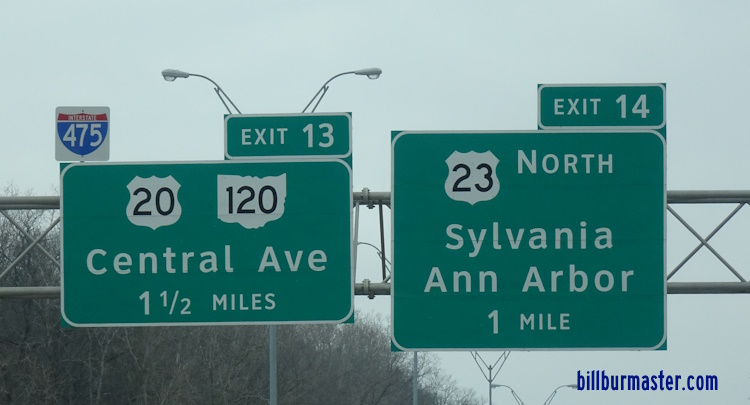 INTERSTATE
475
EXIT 13
20 120
Central Ave
1 1/2 MILES
EXIT 14
23 NORTH
Sylvania
Ann Arbor
1 MILE
billburmaster.com